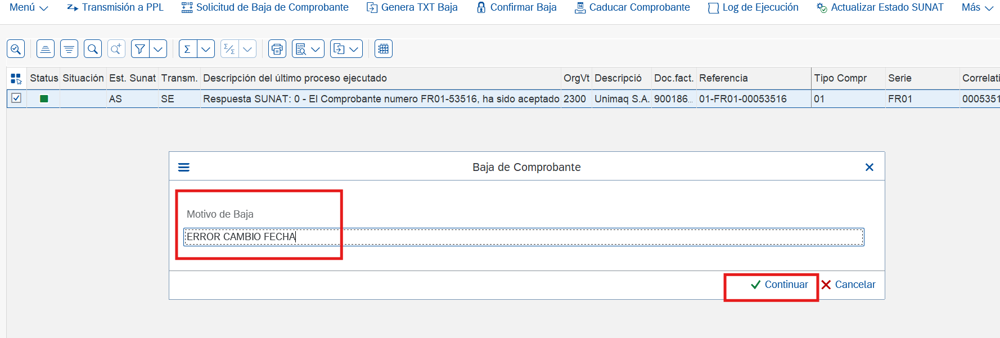 Menú Transmisión a PPL Solicitud de Baja de Comprobante Genera TXT Baja Confirmar Baja Caducar Comprobante Log de Ejecución Actualizar Estado SUNAT Más
Status Situación Est. Sunat Transm. Descripción del último proceso ejecutado OrgVt Descripció Doc.fact. Referencia Tipo Compr Serie Correlati
AS SE Respuesta SUNAT: 0 - El Comprobante numero FR01-53516, ha sido aceptado 2300 Unimaq S.A. 900186... 01-FR01-00053516 01 FR01 0005351
Baja de Comprobante
Motivo de Baja
ERROR CAMBIO FECHA
Continuar Cancelar